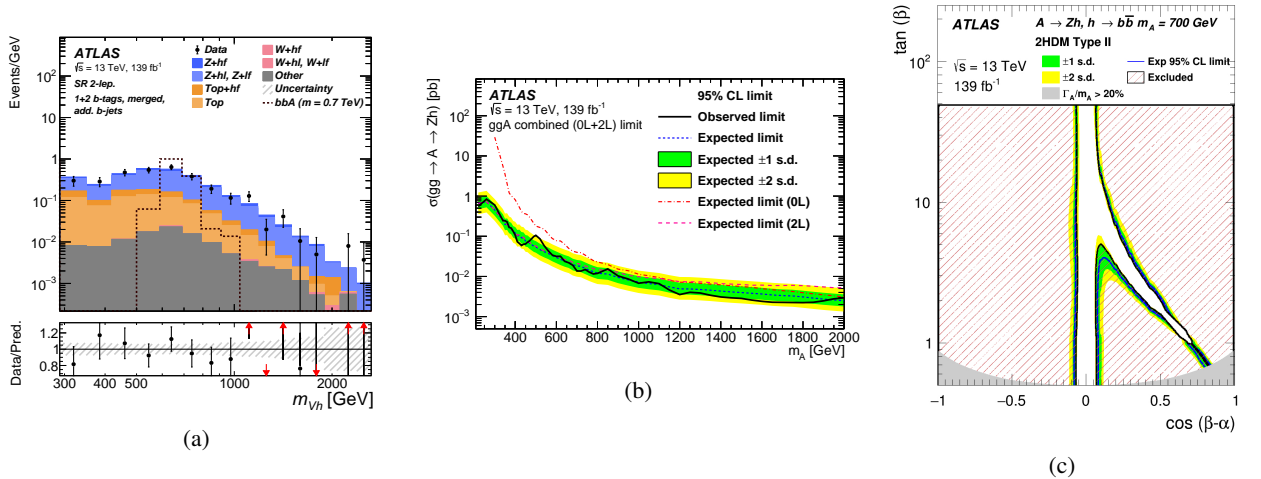 Events/GeV
10²
10
1
10⁻¹
10⁻²
10⁻³
ATLAS
√s = 13 TeV, 139 fb⁻¹
SR 2-lep.
1+2 b-tags, merged,
add. b-jets
Data
Z+hf
Z+hl, Z+lf
Top+hf
Top
W+hf
W+hl, W+lf
Other
Uncertainty
bbA (m = 0.7 TeV)
Data/Pred.
1.2
1
0.8
300 400 500 1000 2000
m_Vh [GeV]
(a)
σ(gg → A → Zh) [pb]
10²
10
1
10⁻¹
10⁻²
10⁻³
ATLAS
√s = 13 TeV, 139 fb⁻¹
ggA combined (0L+2L) limit
95% CL limit
Observed limit
Expected limit
Expected ±1 s.d.
Expected ±2 s.d.
Expected limit (0L)
Expected limit (2L)
400 600 800 1000 1200 1400 1600 1800 2000
m_A [GeV]
(b)
tan (β)
10²
10
1
ATLAS
√s = 13 TeV
139 fb⁻¹
A → Zh, h → bb̅ m_A = 700 GeV
2HDM Type II
±1 s.d.
±2 s.d.
Γ_A/m_A > 20%
Exp 95% CL limit
Excluded
−1 −0.5 0 0.5 1
cos (β-α)
(c)